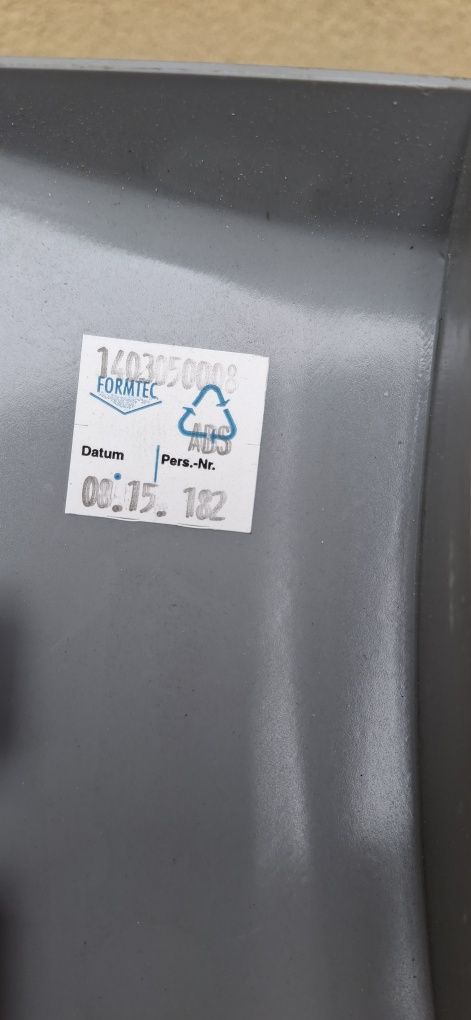 1403050008
FORMTEC
ABS
Datum Pers.-Nr.
08.15. 182